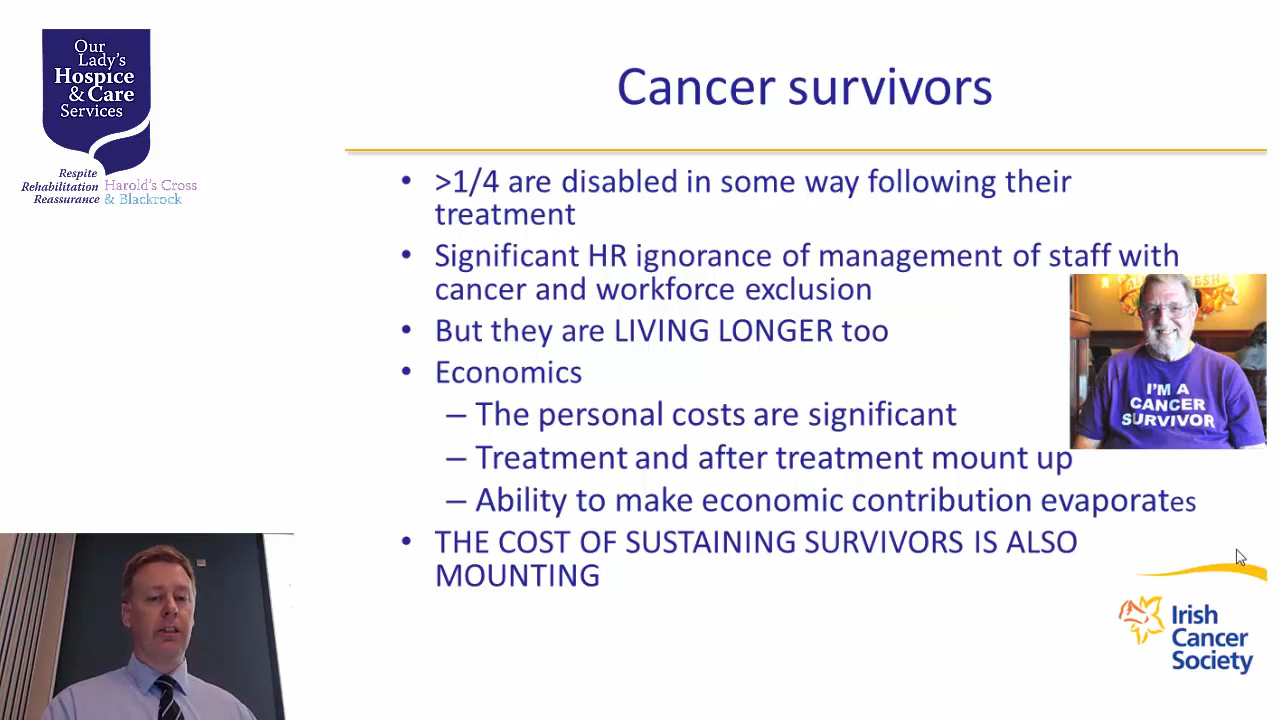 Our
Lady's
Hospice
& Care
Services
Respite
Rehabilitation
Reassurance
Harold's Cross
& Blackrock
Cancer survivors
• >1/4 are disabled in some way following their
treatment
• Significant HR ignorance of management of staff with
cancer and workforce exclusion
• But they are LIVING LONGER too
• Economics
– The personal costs are significant
– Treatment and after treatment mount up
– Ability to make economic contribution evaporates
• THE COST OF SUSTAINING SURVIVORS IS ALSO
MOUNTING
I'M A
CANCER
SURVIVOR
Irish
Cancer
Society